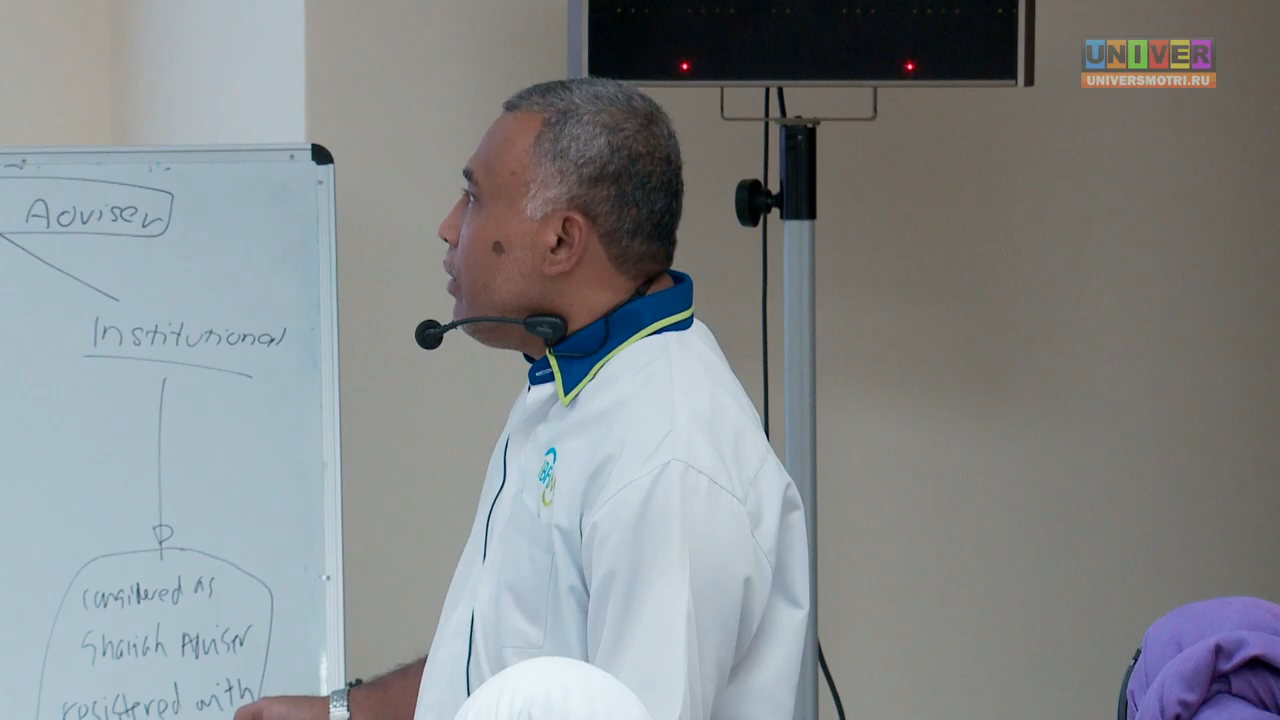 UNIVER
UNIVERSMOTRI.RU
Adviser
Institutional
considered as
Shariah Adviser
registered with